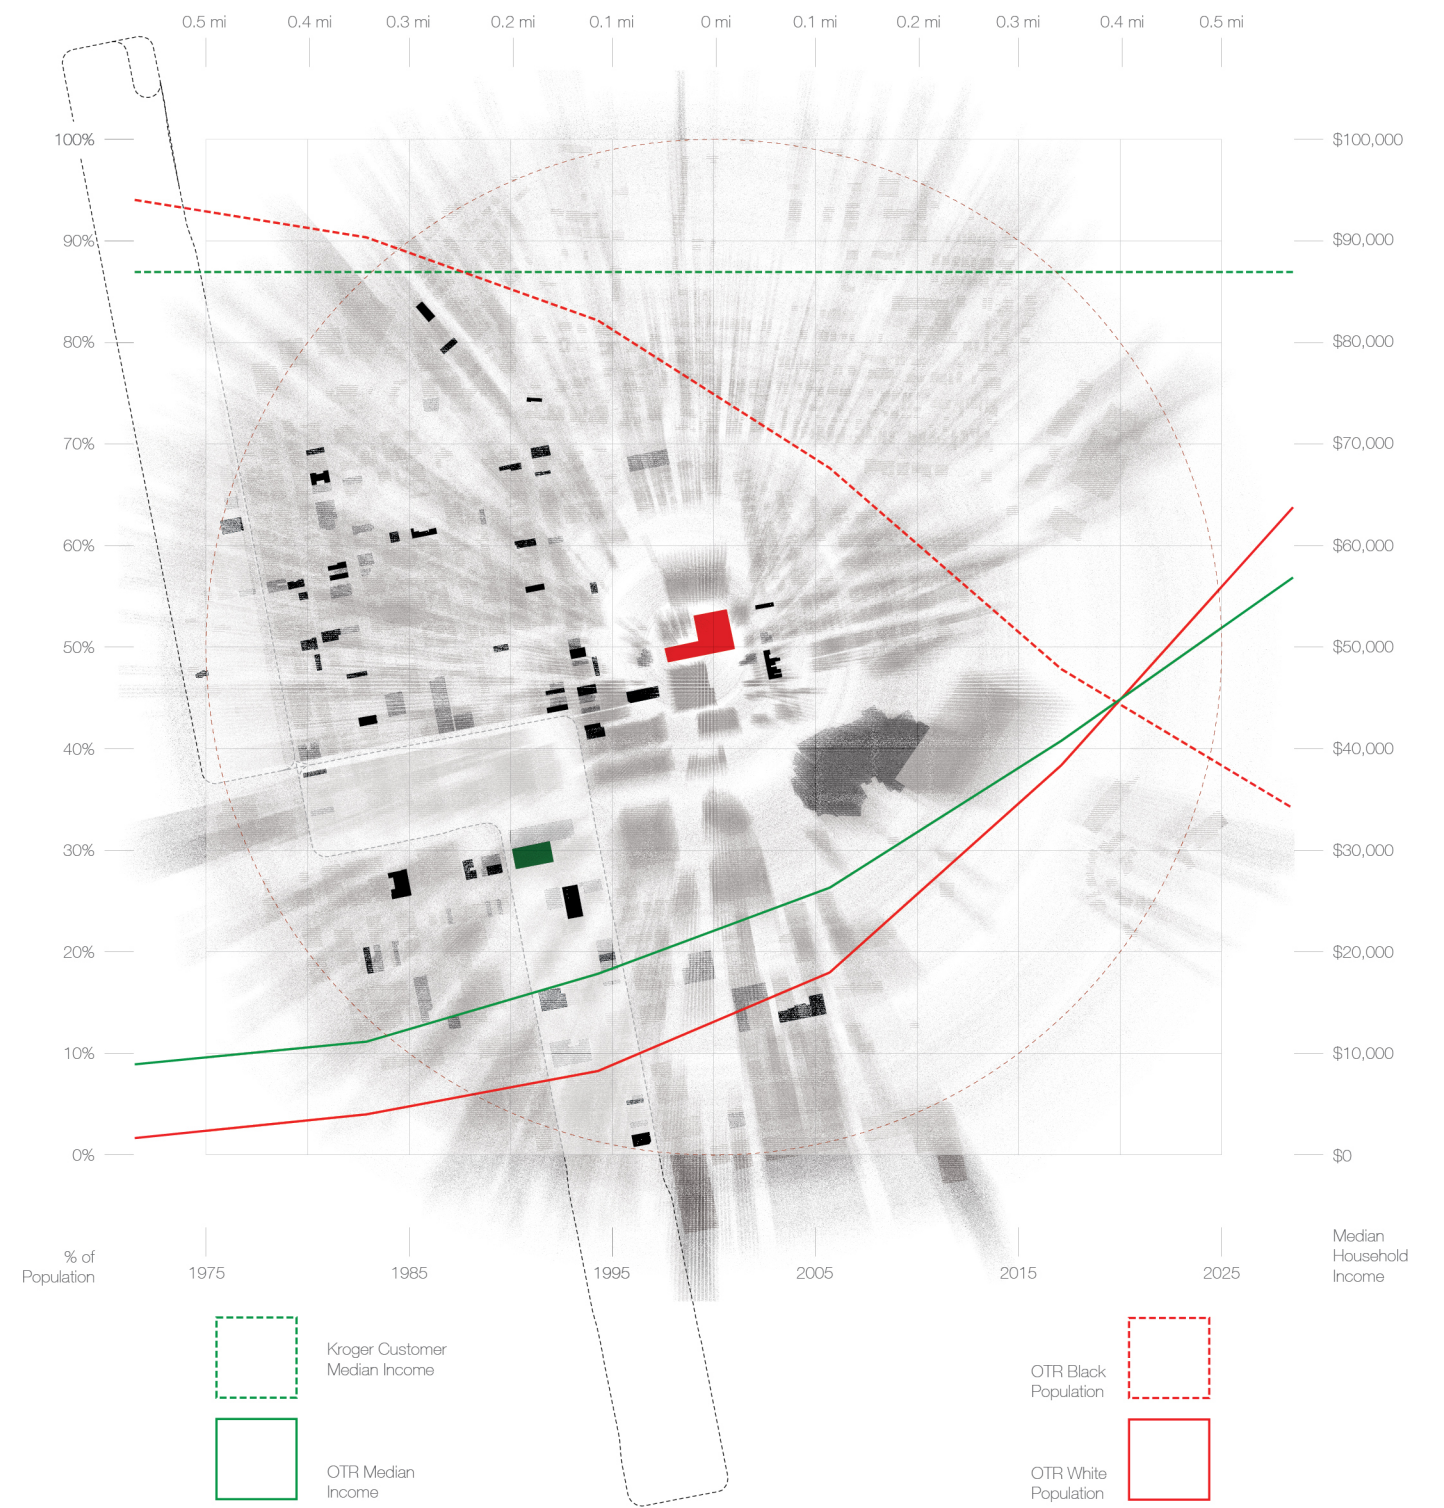 0.5 mi 0.4 mi 0.3 mi 0.2 mi 0.1 mi 0 mi 0.1 mi 0.2 mi 0.3 mi 0.4 mi 0.5 mi
100% $100,000
90% $90,000
80% $80,000
70% $70,000
60% $60,000
50% $50,000
40% $40,000
30% $30,000
20% $20,000
10% $10,000
0% $0
% of
Population
1975 1985 1995 2005 2015 2025
Median
Household
Income
Kroger Customer
Median Income
OTR Black
Population
OTR Median
Income
OTR White
Population